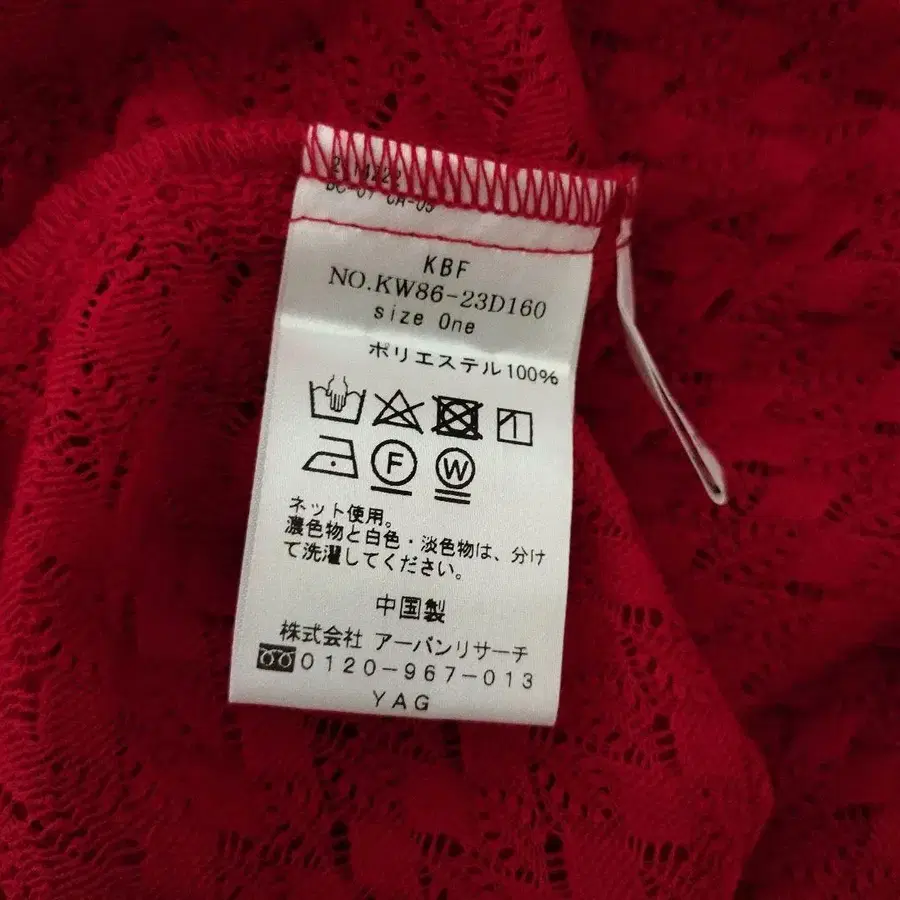 KBF
NO.KW86-23D160
size One
ポリエステル100%
F W
ネット使用。
濃色物と白色・淡色物は、分け
て洗濯してください。
中国製
株式会社 アーバンリサーチ
0120-967-013
YAG